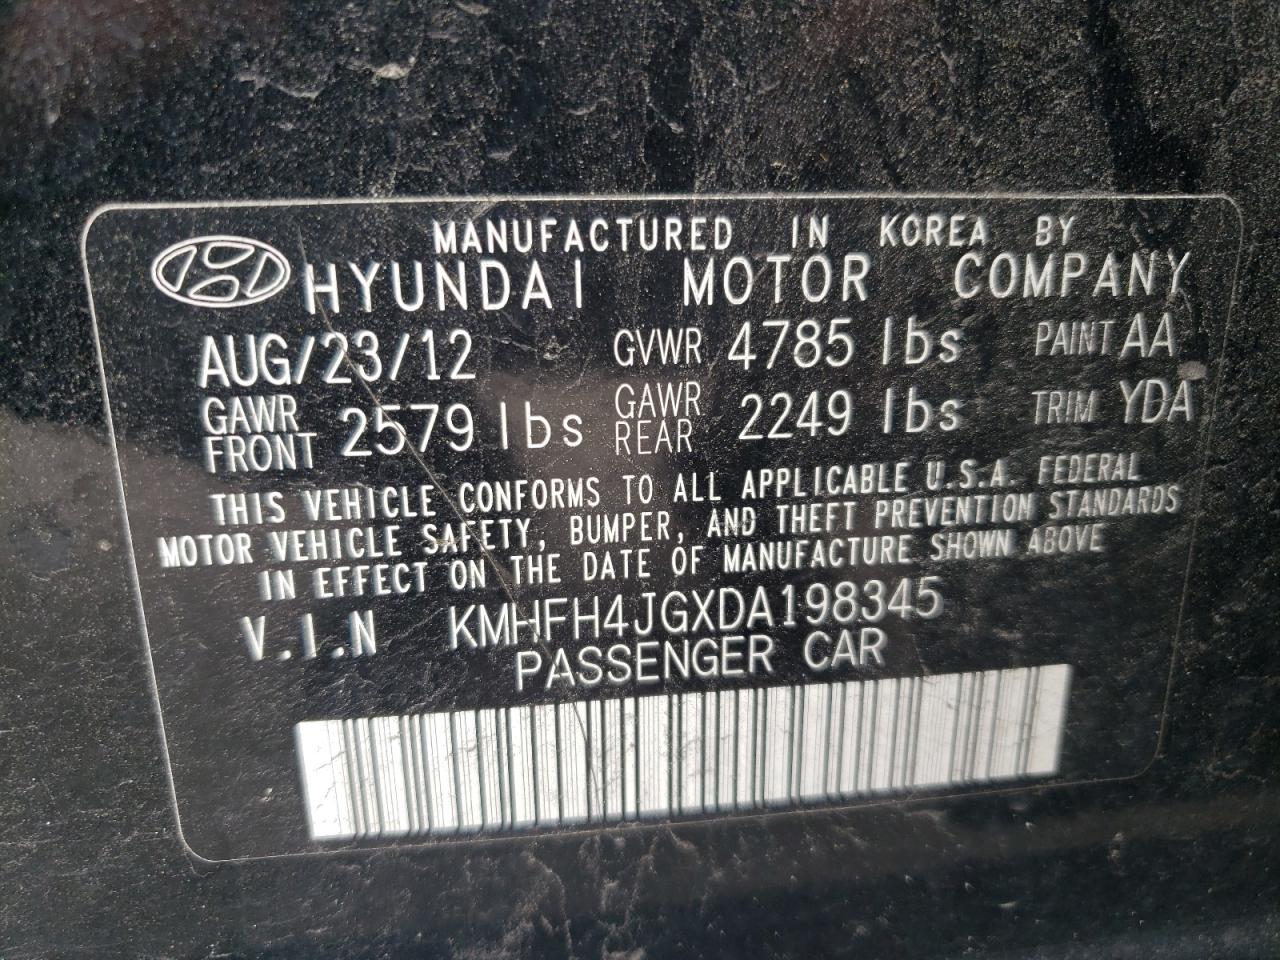 MANUFACTURED IN KOREA BY
HYUNDAI MOTOR COMPANY
AUG/23/12 GVWR 4785 lbs PAINT AA
GAWR FRONT 2579 lbs GAWR REAR 2249 lbs TRIM YDA
THIS VEHICLE CONFORMS TO ALL APPLICABLE U.S.A. FEDERAL
MOTOR VEHICLE SAFETY, BUMPER, AND THEFT PREVENTION STANDARDS
IN EFFECT ON THE DATE OF MANUFACTURE SHOWN ABOVE
V.I.N KMHFH4JGXDA198345
PASSENGER CAR